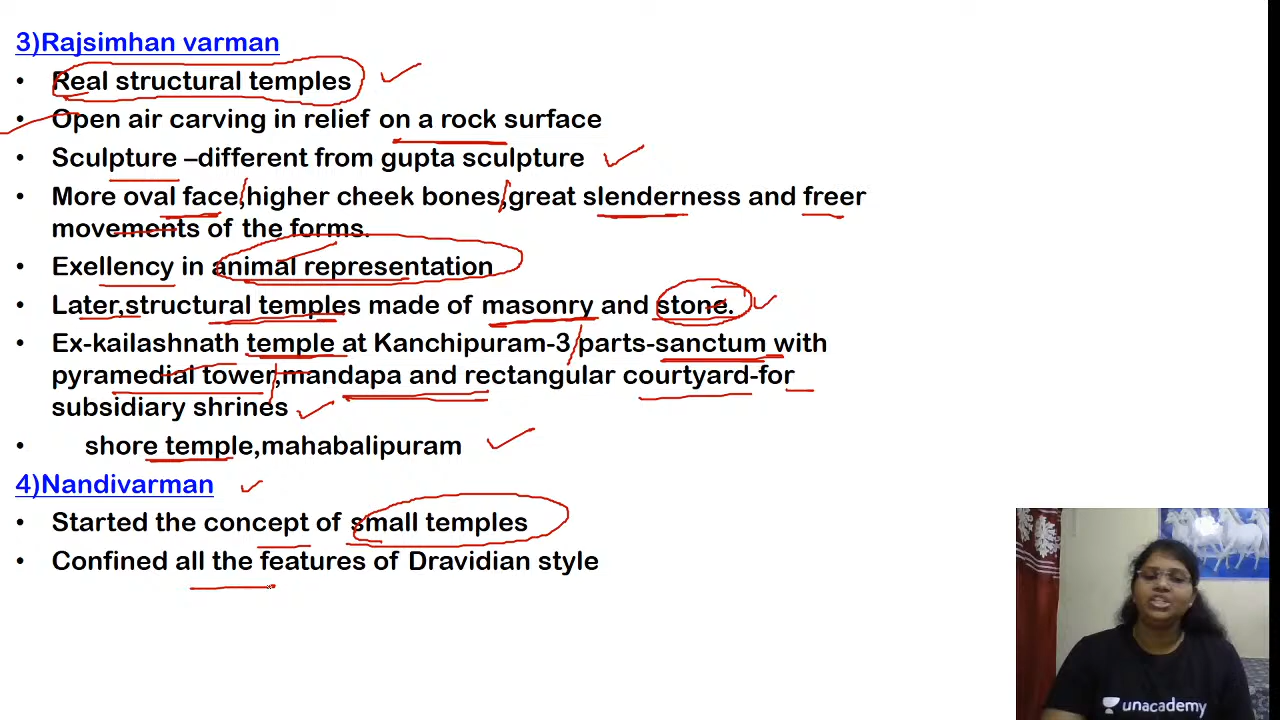 3)Rajsimhan varman
• Real structural temples
• Open air carving in relief on a rock surface
• Sculpture –different from gupta sculpture
• More oval face,higher cheek bones,great slenderness and freer
movements of the forms.
• Exellency in animal representation
• Later,structural temples made of masonry and stone.
• Ex-kailashnath temple at Kanchipuram-3 parts-sanctum with
pyramedial tower,mandapa and rectangular courtyard-for
subsidiary shrines
• shore temple,mahabalipuram
4)Nandivarman
• Started the concept of small temples
• Confined all the features of Dravidian style
unacademy